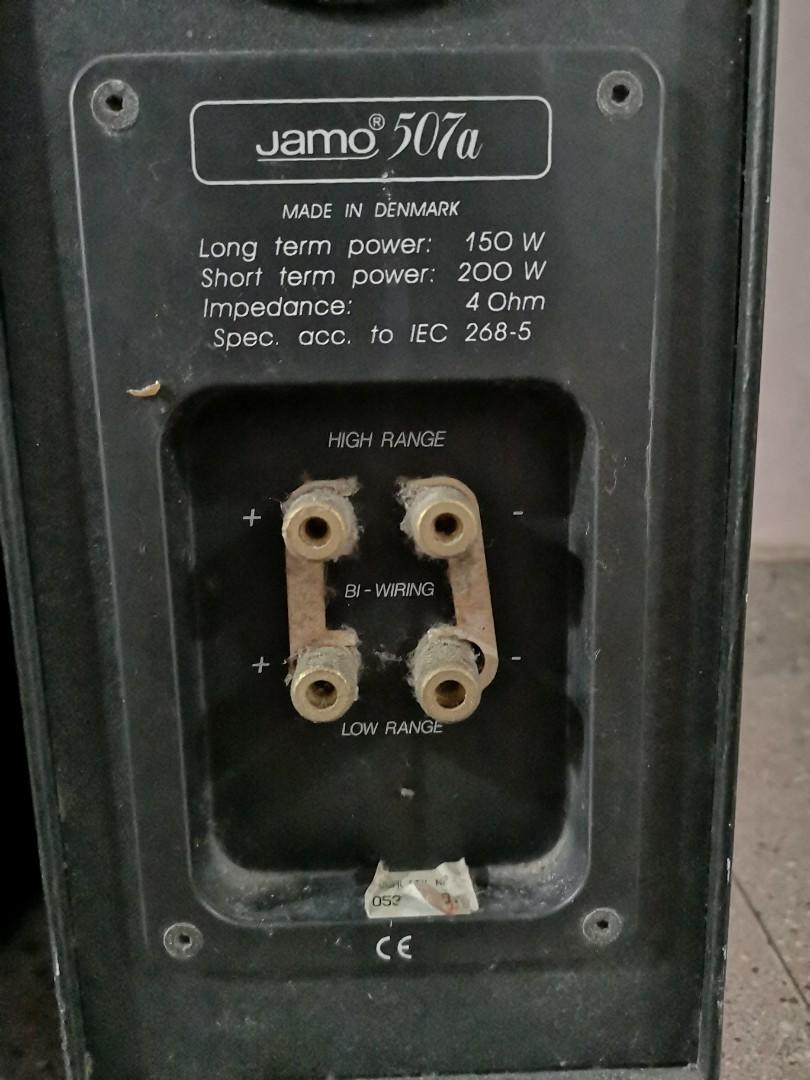 Jamo® 507a
MADE IN DENMARK
Long term power: 150 W
Short term power: 200 W
Impedance: 4 Ohm
Spec. acc. to IEC 268-5
HIGH RANGE
+ -
BI-WIRING
+ -
LOW RANGE
053
CE